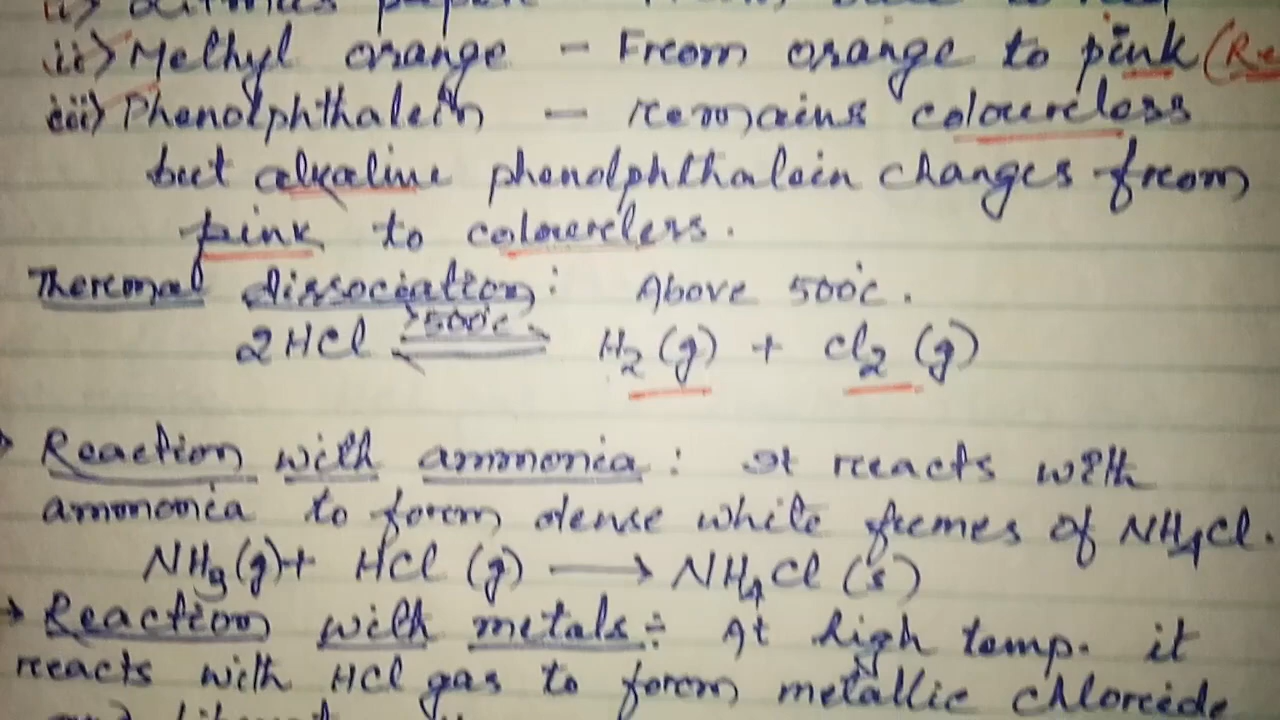 ii) Methyl orange - From orange to pink (Re
iii) Phenolphthalein - remains colourless
but alkaline phenolphthalein changes from
pink to colourless.
Thermal dissociation: Above 500°c.
2HCl >500°c ⇌ H₂ (g) + Cl₂ (g)
Reaction with ammonia: It reacts with
ammonia to form dense white fumes of NH₄Cl.
NH₃(g)+ HCl (g) → NH₄Cl (s)
→ Reaction with metals:- At high temp. it
reacts with HCl gas to form metallic chloride